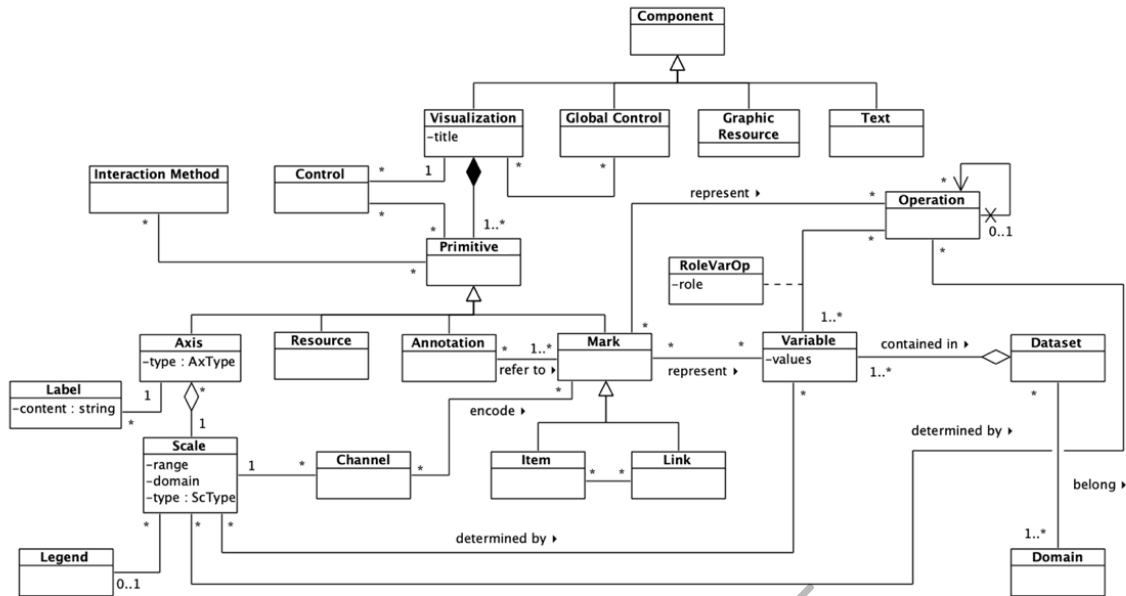 Component
Visualization
-title
Global Control
Graphic
Resource
Text
Interaction Method
Control
*
1
*
*
*
*
1..*
*
*
Primitive
represent ▸
*
*
Operation
0..1
*
*
RoleVarOp
-role
1..*
Axis
-type : AxType
Resource
Annotation
*
1..*
refer to ▸
Mark
*
*
*
represent ▸
Variable
-values
contained in ▸
1..*
Dataset
Label
-content : string
1
*
*
1
encode ▸
*
*
*
determined by ▸
Scale
-range
-domain
-type : ScType
1
*
Channel
*
Item
*
*
Link
belong ▸
*
*
*
determined by ▸
1..*
Legend
0..1
Domain